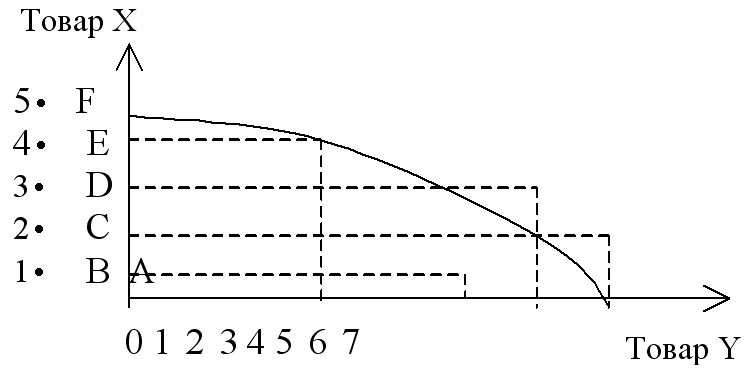 Товар X
5• F
4• E
3• D
2• C
1• B A
0 1 2 3 4 5 6 7
Товар Y